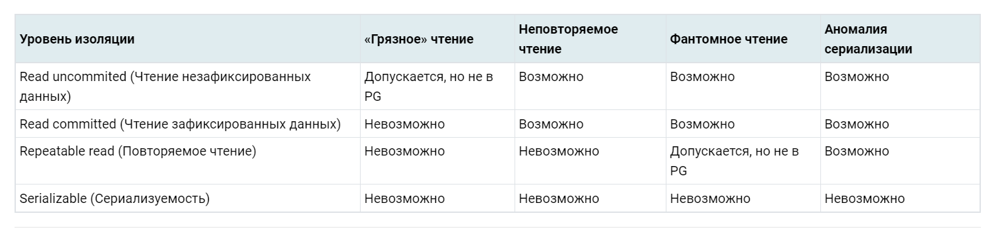 Уровень изоляции
«Грязное» чтение
Неповторяемое
чтение
Фантомное чтение
Аномалия
сериализации
Read uncommited (Чтение незафиксированных
данных)
Допускается, но не в
PG
Возможно
Возможно
Возможно
Read committed (Чтение зафиксированных данных)
Невозможно
Возможно
Возможно
Возможно
Repeatable read (Повторяемое чтение)
Невозможно
Невозможно
Допускается, но не в
PG
Возможно
Serializable (Сериализуемость)
Невозможно
Невозможно
Невозможно
Невозможно